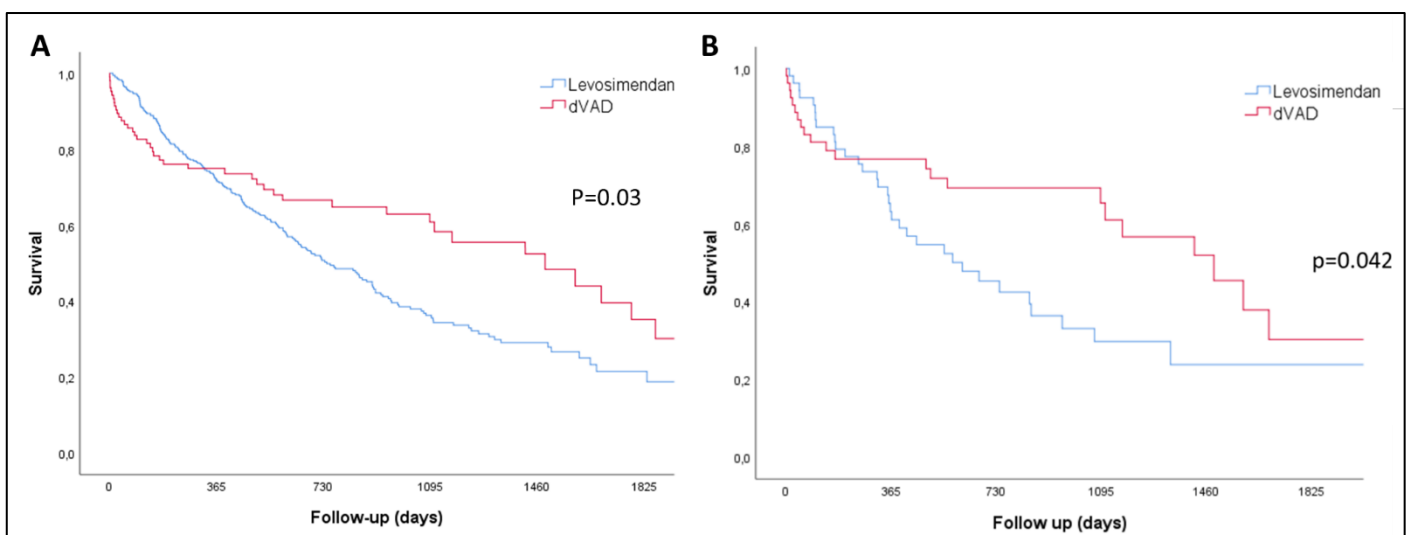 A
1,0
0,8
0,6
0,4
0,2
0,0
Survival
Levosimendan
dVAD
P=0.03
0 365 730 1095 1460 1825
Follow-up (days)
B
1,0
0,8
0,6
0,4
0,2
0,0
Survival
Levosimendan
dVAD
p=0.042
0 365 730 1095 1460 1825
Follow up (days)